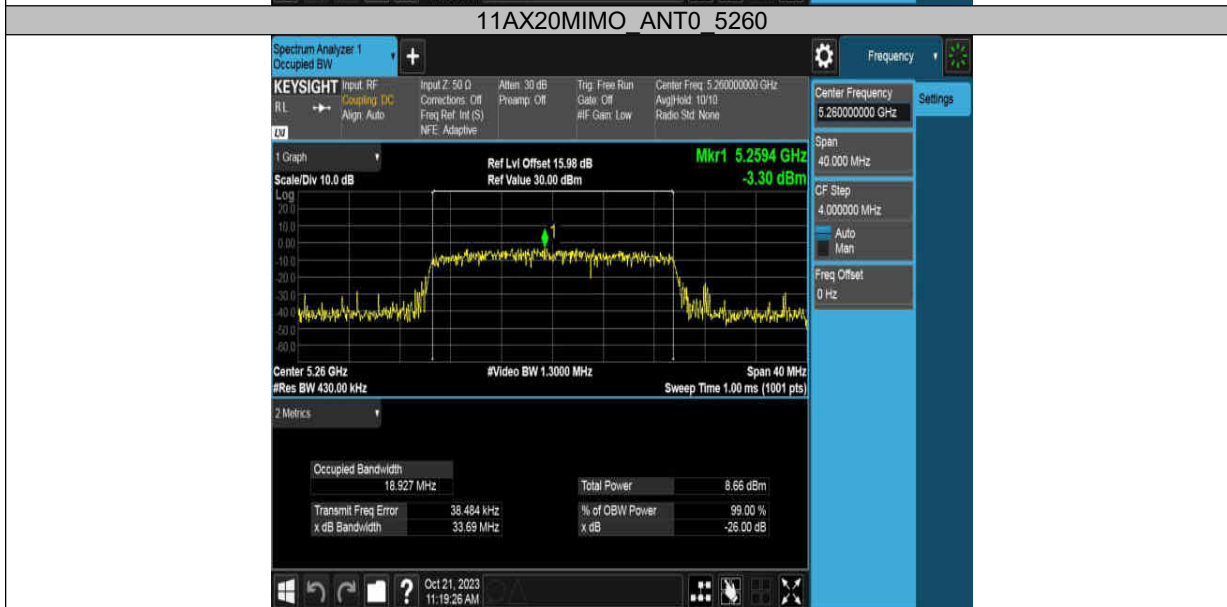 11AX20MIMO_ANT0_5260
Spectrum Analyzer 1
Occupied BW
+
Frequency
KEYSIGHT
RL
LXI
Input: RF
Coupling: DC
Align: Auto
Input Z: 50 Ω
Corrections: Off
Freq Ref: Int (S)
NFE: Adaptive
Atten: 30 dB
Preamp: Off
Trig: Free Run
Gate: Off
#IF Gain: Low
Center Freq: 5.260000000 GHz
Avg|Hold: 10/10
Radio Std: None
Center Frequency
5.260000000 GHz
Settings
Span
40.000 MHz
CF Step
4.000000 MHz
Auto
Man
Freq Offset
0 Hz
1 Graph
Scale/Div 10.0 dB
Ref Lvl Offset 15.98 dB
Ref Value 30.00 dBm
Mkr1 5.2594 GHz
-3.30 dBm
Log
20.0
10.0
0.00
-10.0
-20.0
-30.0
-40.0
-50.0
-60.0
1
Center 5.26 GHz
#Video BW 1.3000 MHz
Span 40 MHz
#Res BW 430.00 kHz
Sweep Time 1.00 ms (1001 pts)
2 Metrics
Occupied Bandwidth
18.927 MHz
Total Power 8.66 dBm
Transmit Freq Error 38.484 kHz
% of OBW Power 99.00 %
x dB Bandwidth 33.69 MHz
x dB -26.00 dB
?
Oct 21, 2023
11:19:26 AM